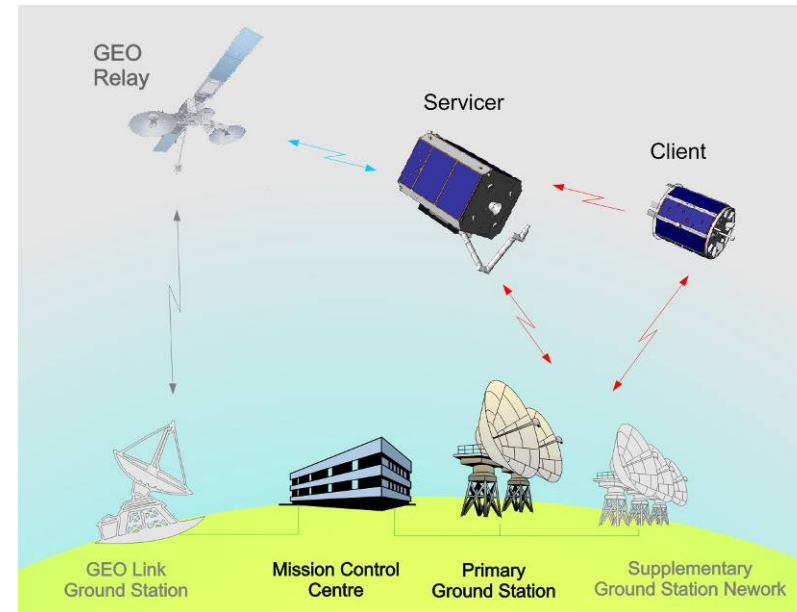 GEO
Relay
Servicer
Client
GEO Link
Ground Station
Mission Control
Centre
Primary
Ground Station
Supplementary
Ground Station Nework